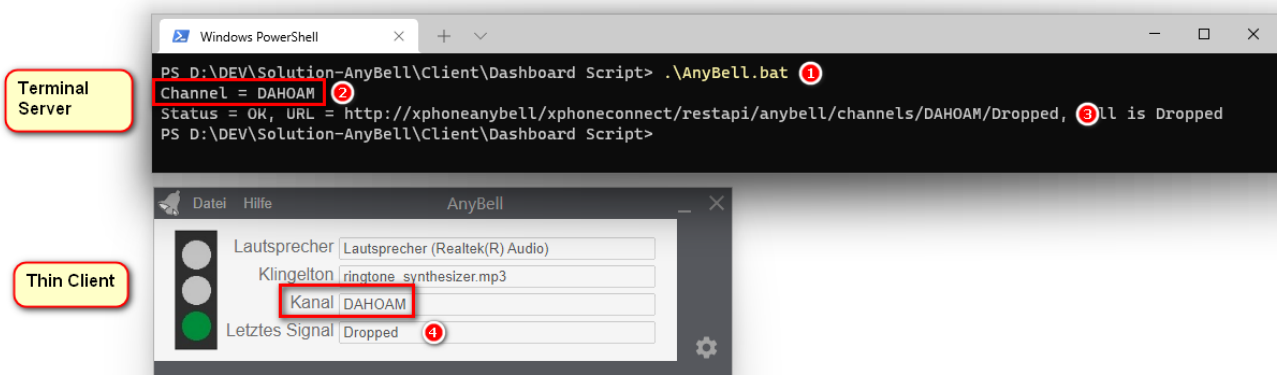 Windows PowerShell
Terminal Server
PS D:\DEV\Solution-AnyBell\Client\Dashboard Script> .\AnyBell.bat 1
Channel = DAHOAM 2
Status = OK, URL = http://xphoneanybell/xphoneconnect/restapi/anybell/channels/DAHOAM/Dropped, 3 ll is Dropped
PS D:\DEV\Solution-AnyBell\Client\Dashboard Script>
Datei Hilfe AnyBell
Thin Client
Lautsprecher Lautsprecher (Realtek(R) Audio)
Klingelton ringtone_synthesizer.mp3
Kanal DAHOAM
Letztes Signal Dropped 4